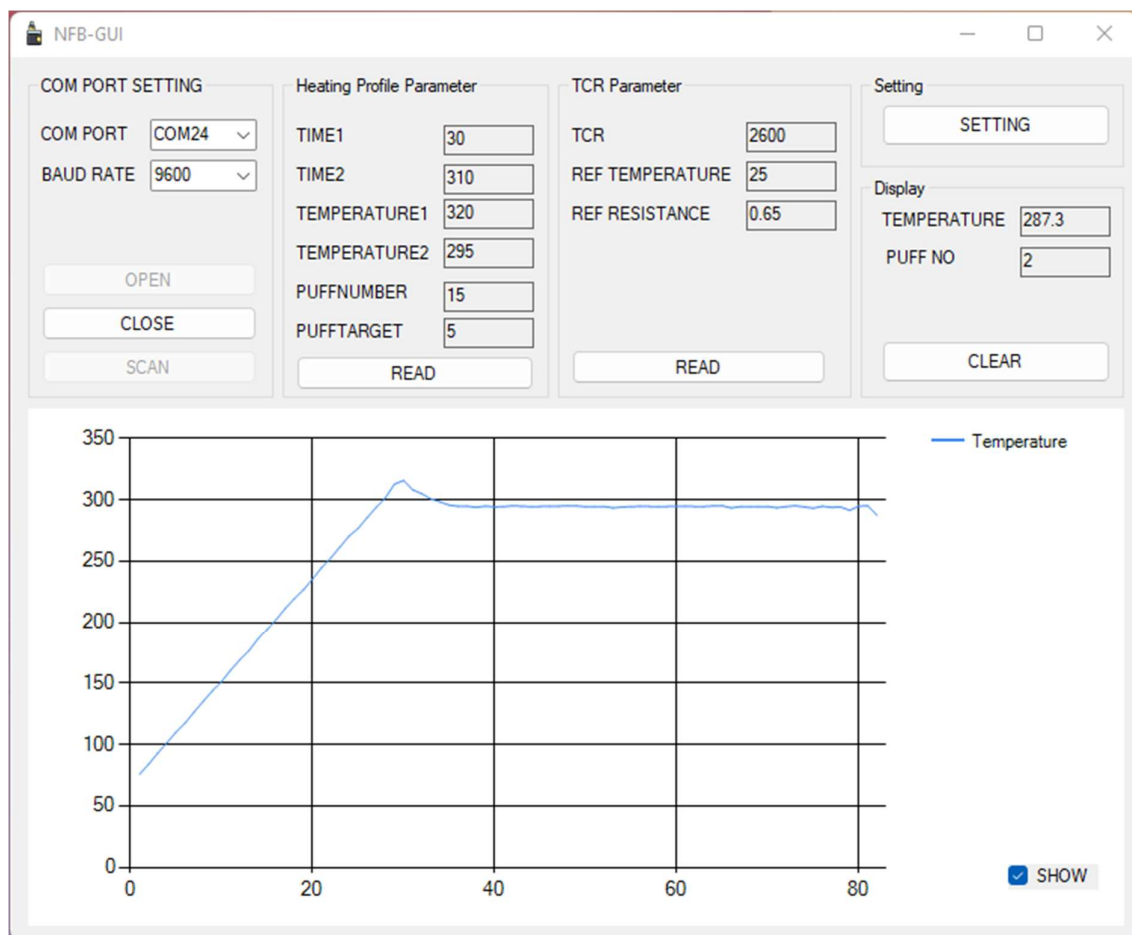 NFB-GUI
COM PORT SETTING
COM PORT COM24
BAUD RATE 9600
OPEN
CLOSE
SCAN
Heating Profile Parameter
TIME1 30
TIME2 310
TEMPERATURE1 320
TEMPERATURE2 295
PUFFNUMBER 15
PUFFTARGET 5
READ
TCR Parameter
TCR 2600
REF TEMPERATURE 25
REF RESISTANCE 0.65
READ
Setting
SETTING
Display
TEMPERATURE 287.3
PUFF NO 2
CLEAR
350
300
250
200
150
100
50
0
0 20 40 60 80
Temperature
SHOW